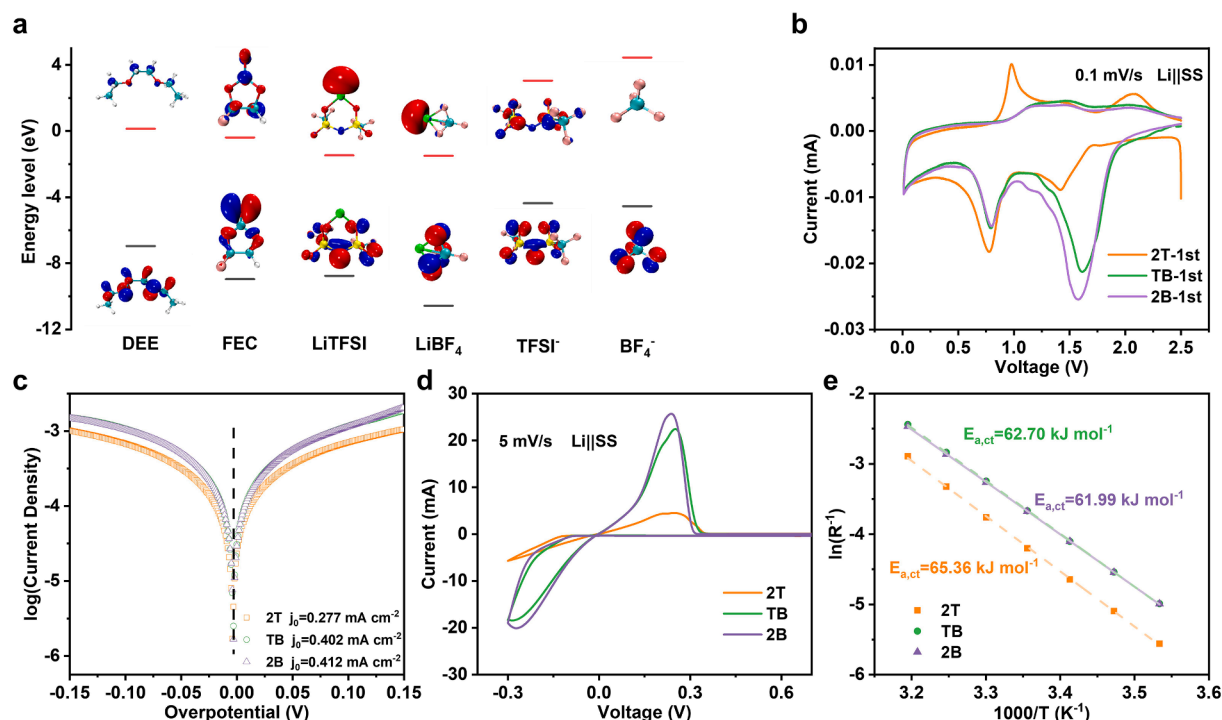 a
Energy level (eV)
4
0
-4
-8
-12
DEE
FEC
LiTFSI
LiBF₄
TFSI⁻
BF₄⁻
b
Current (mA)
0.01
0.00
-0.01
-0.02
-0.03
0.1 mV/s Li||SS
2T-1st
TB-1st
2B-1st
0.0 0.5 1.0 1.5 2.0 2.5
Voltage (V)
c
log(Current Density)
-3
-4
-5
-6
2T j₀=0.277 mA cm⁻²
TB j₀=0.402 mA cm⁻²
2B j₀=0.412 mA cm⁻²
-0.15 -0.10 -0.05 0.00 0.05 0.10 0.15
Overpotential (V)
d
Current (mA)
30
20
10
0
-10
-20
-30
5 mV/s Li||SS
2T
TB
2B
-0.3 0.0 0.3 0.6
Voltage (V)
e
ln(R⁻¹)
-2
-3
-4
-5
-6
Eₐ,ct=62.70 kJ mol⁻¹
Eₐ,ct=61.99 kJ mol⁻¹
Eₐ,ct=65.36 kJ mol⁻¹
2T
TB
2B
3.2 3.3 3.4 3.5 3.6
1000/T (K⁻¹)